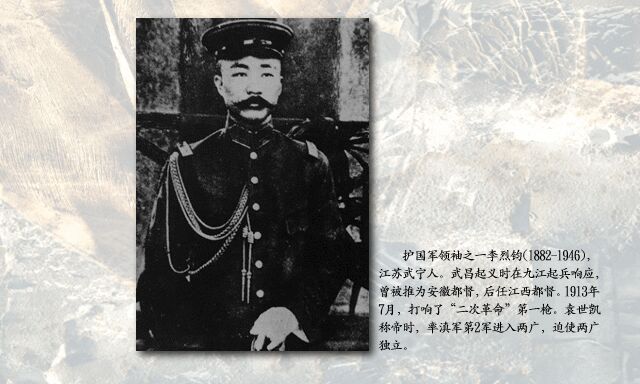 护国军领袖之一李烈钧(1882-1946)，
江苏武宁人。武昌起义时在九江起兵响应，
曾被推为安徽都督，后任江西都督。1913年
7月，打响了“二次革命”第一枪。袁世凯
称帝时，率滇军第2军进入两广，迫使两广
独立。